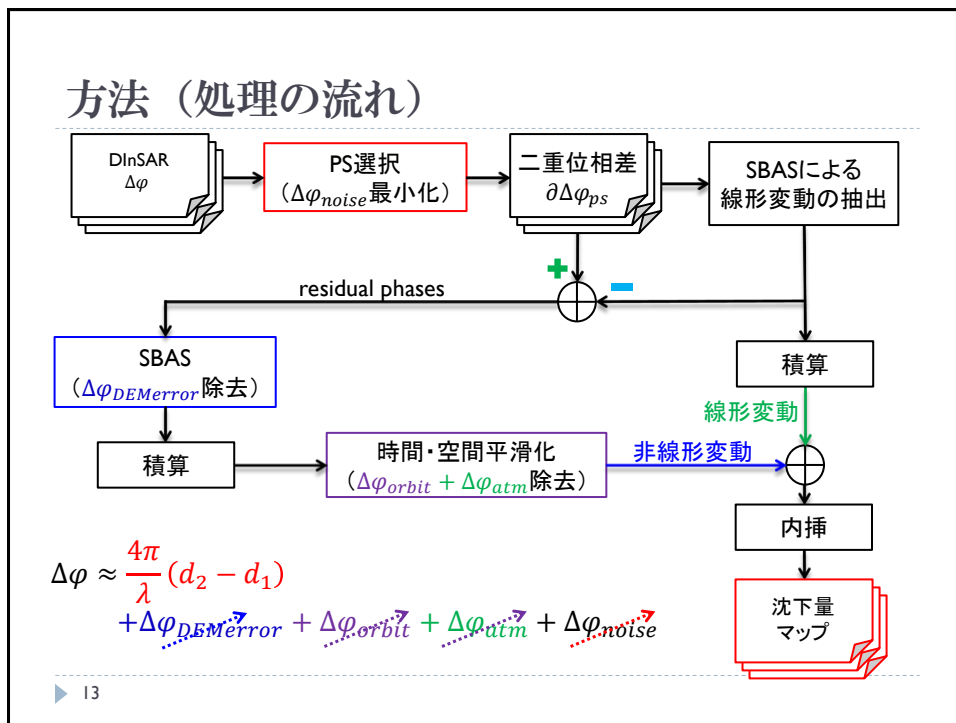 方法（処理の流れ）
DInSAR
Δφ
PS選択
（Δφnoise最小化）
二重位相差
∂Δφps
SBASによる
線形変動の抽出
+
−
residual phases
SBAS
（ΔφDEMerror除去）
積算
線形変動
積算
時間・空間平滑化
（Δφorbit + Δφatm除去）
非線形変動
内挿
沈下量
マップ
Δφ ≈ 4π/λ (d2 − d1)
+ΔφDEMerror + Δφorbit + Δφatm + Δφnoise
13